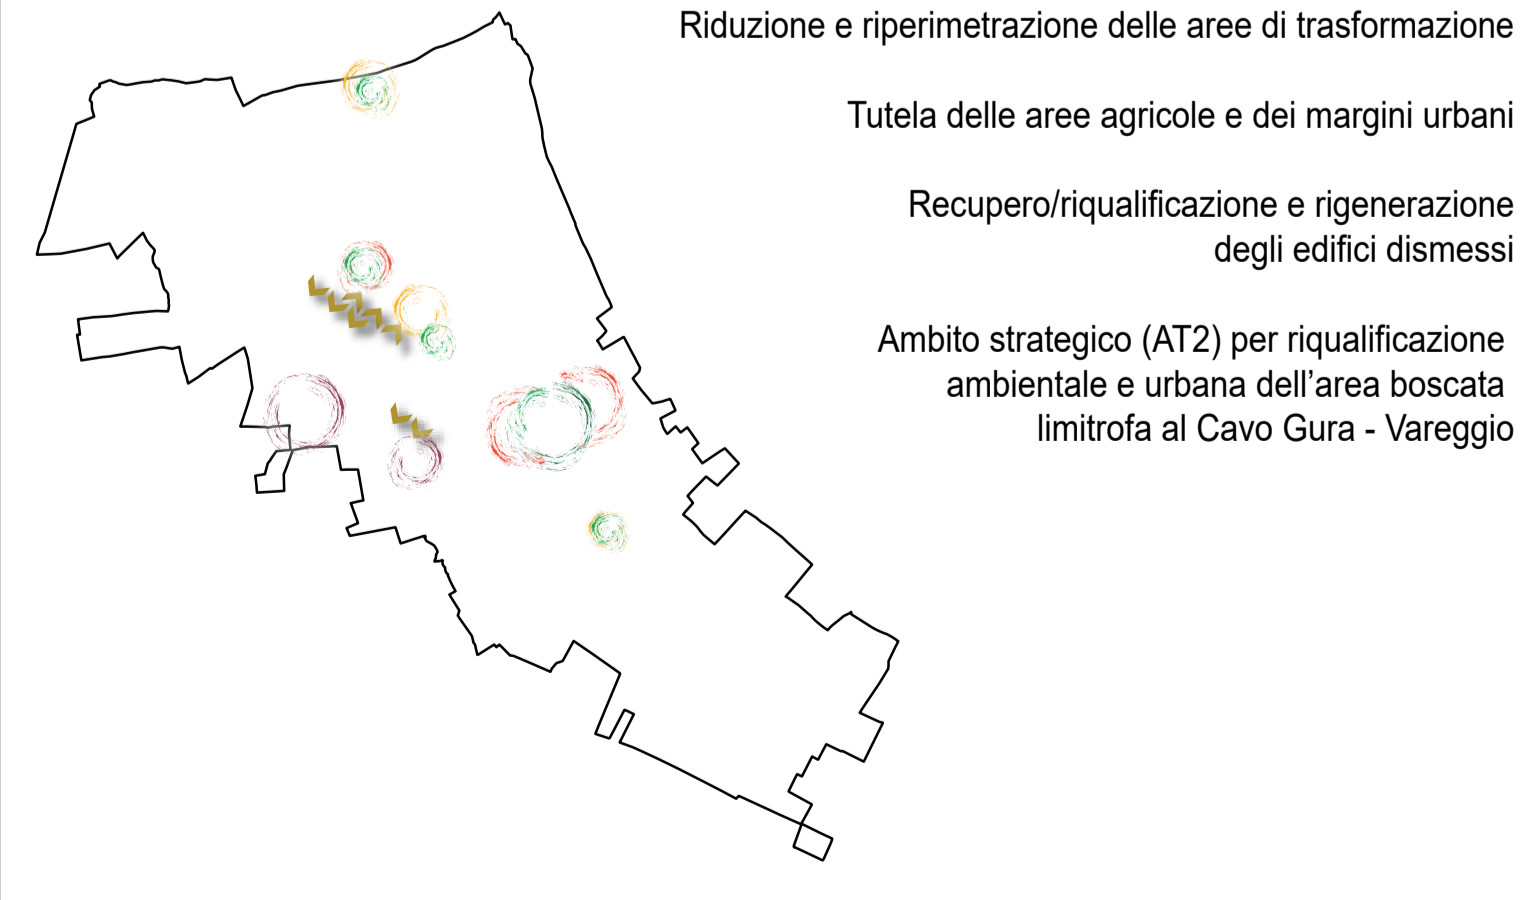 Riduzione e riperimetrazione delle aree di trasformazione
Tutela delle aree agricole e dei margini urbani
Recupero/riqualificazione e rigenerazione
degli edifici dismessi
Ambito strategico (AT2) per riqualificazione
ambientale e urbana dell'area boscata
limitrofa al Cavo Gura - Vareggio